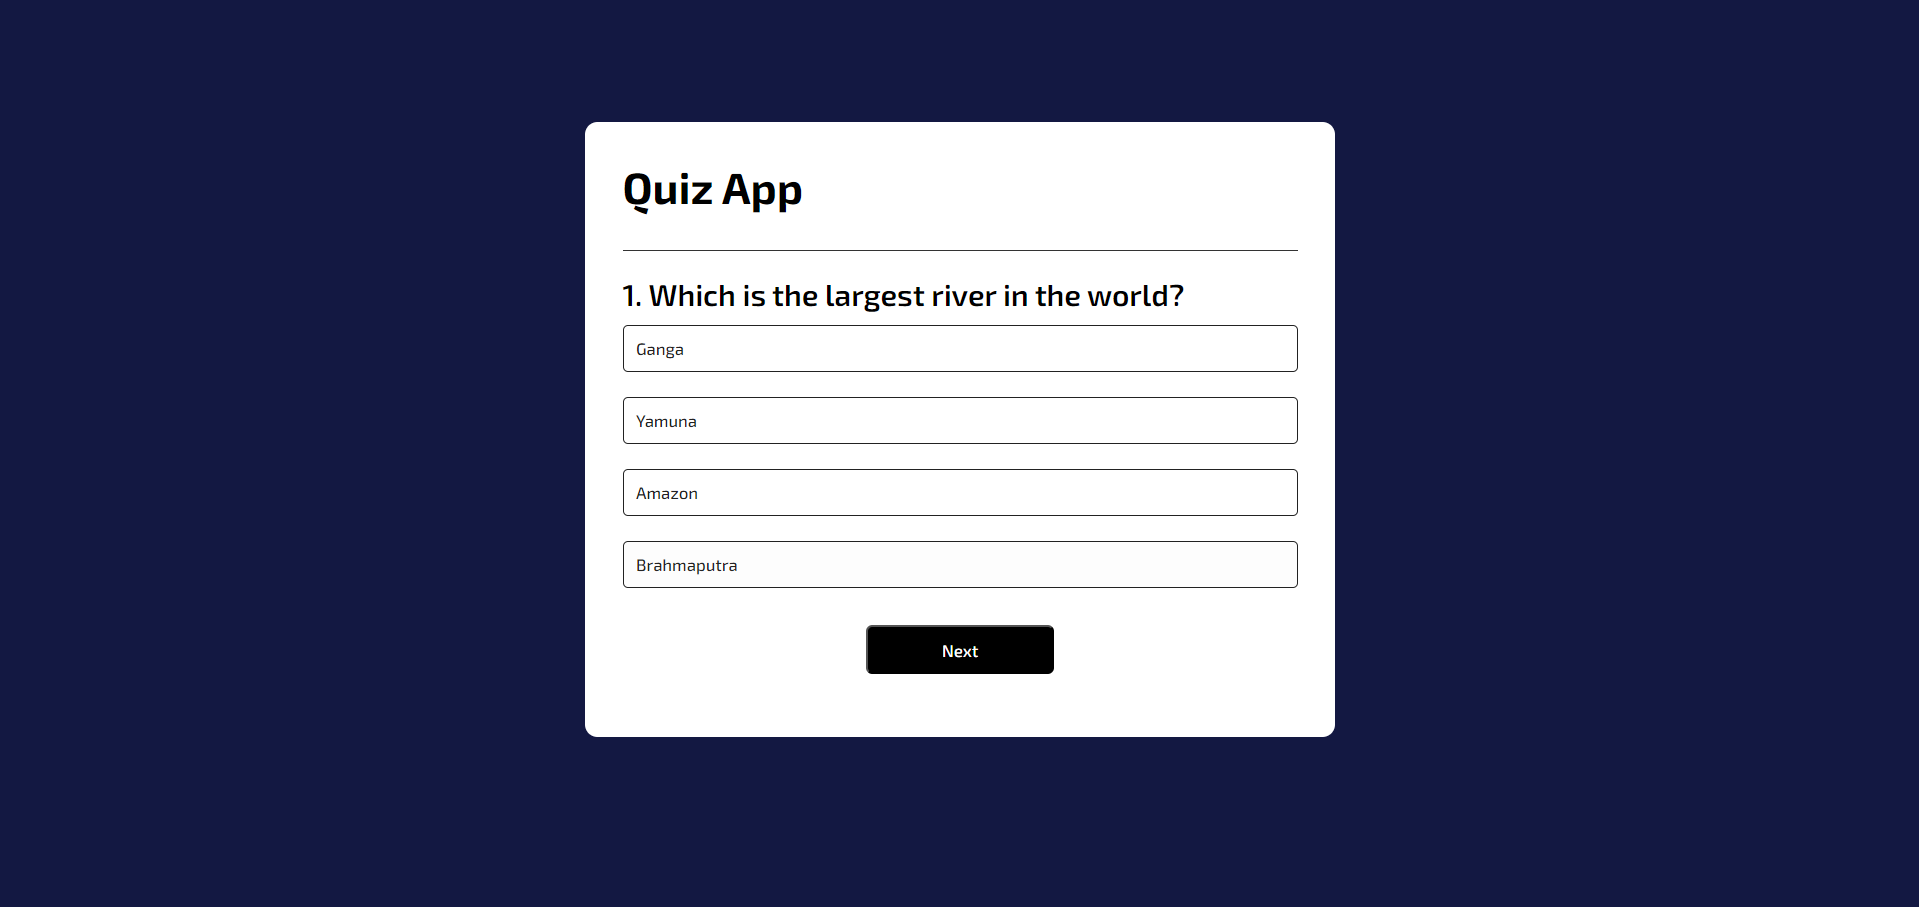 Quiz App
1. Which is the largest river in the world?
Ganga
Yamuna
Amazon
Brahmaputra
Next